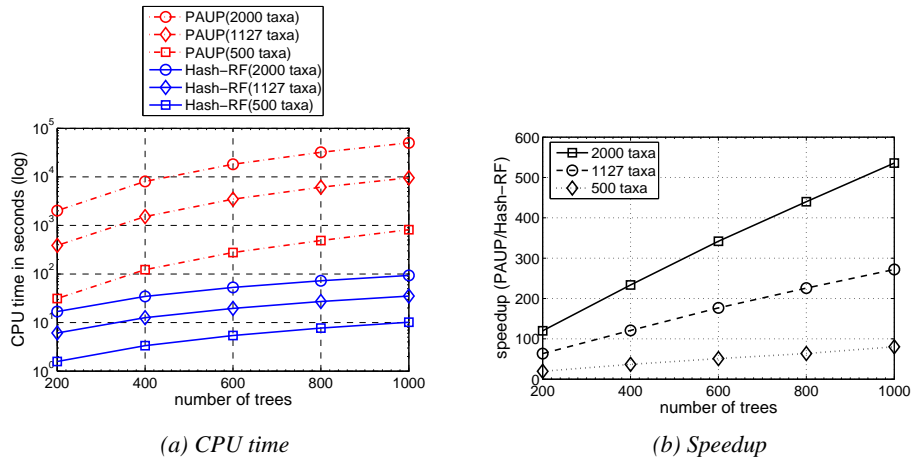 PAUP(2000 taxa)
PAUP(1127 taxa)
PAUP(500 taxa)
Hash-RF(2000 taxa)
Hash-RF(1127 taxa)
Hash-RF(500 taxa)
CPU time in seconds (log)
10^5
10^4
10^3
10^2
10^1
10^0
200 400 600 800 1000
number of trees
(a) CPU time
speedup (PAUP/Hash-RF)
600
500
400
300
200
100
0
2000 taxa
1127 taxa
500 taxa
200 400 600 800 1000
number of trees
(b) Speedup